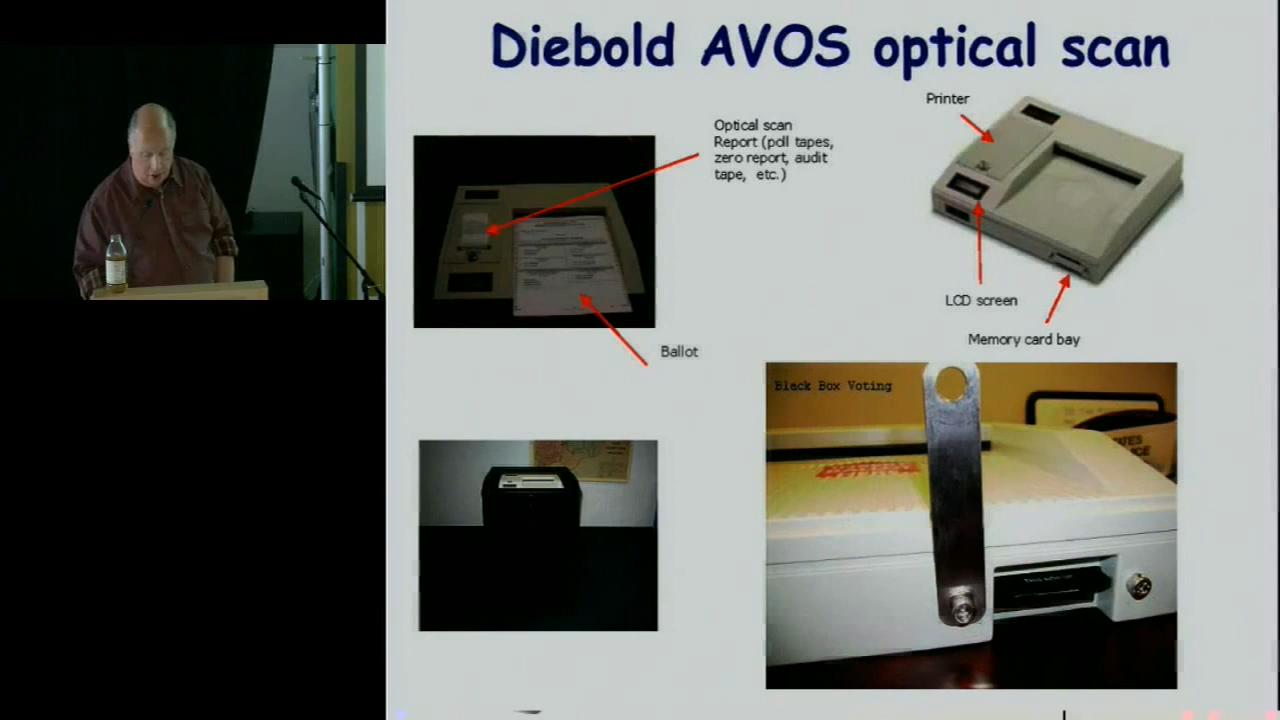 Diebold AVOS optical scan
Optical scan
Report (poll tapes,
zero report, audit
tape, etc.)
Printer
LCD screen
Memory card bay
Ballot
Black Box Voting